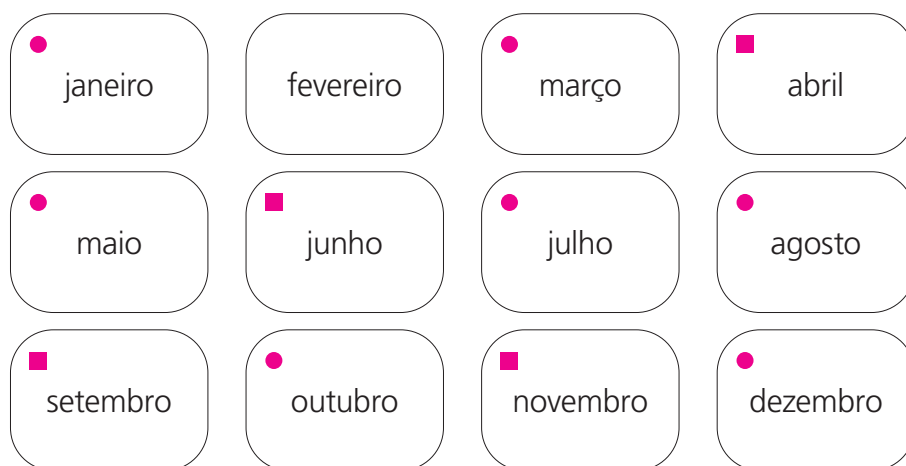 janeiro fevereiro março abril
maio junho julho agosto
setembro outubro novembro dezembro